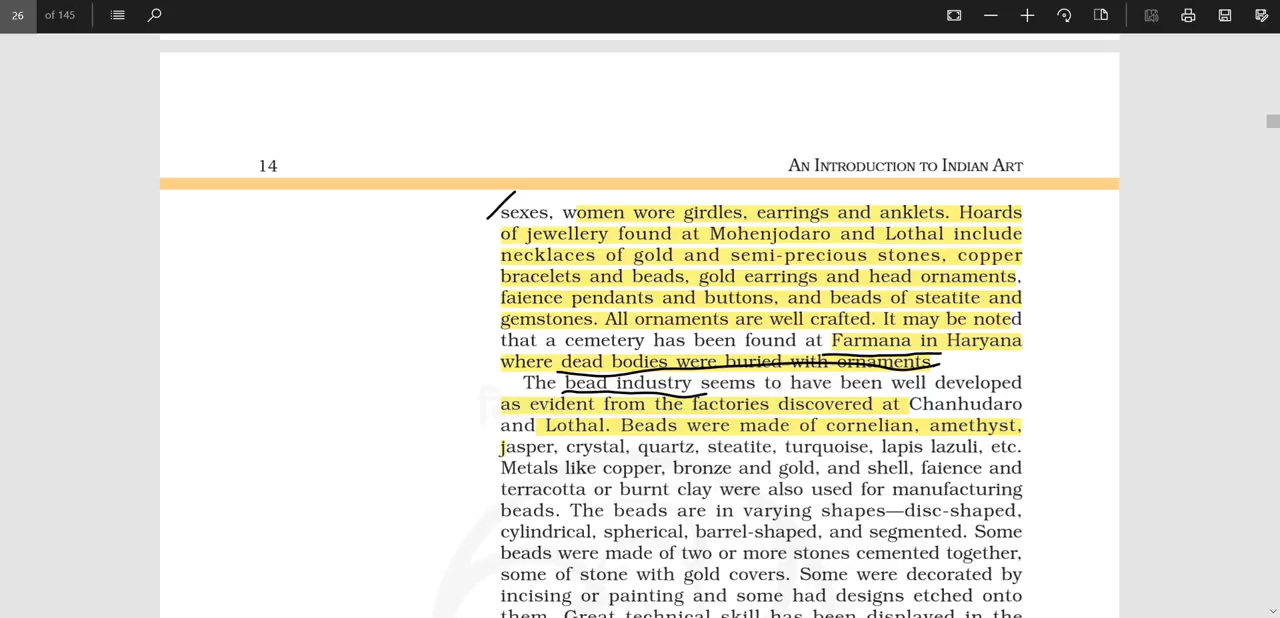 26 of 145
14 AN INTRODUCTION TO INDIAN ART
sexes, women wore girdles, earrings and anklets. Hoards
of jewellery found at Mohenjodaro and Lothal include
necklaces of gold and semi-precious stones, copper
bracelets and beads, gold earrings and head ornaments,
faience pendants and buttons, and beads of steatite and
gemstones. All ornaments are well crafted. It may be noted
that a cemetery has been found at Farmana in Haryana
where dead bodies were buried with ornaments.
The bead industry seems to have been well developed
as evident from the factories discovered at Chanhudaro
and Lothal. Beads were made of cornelian, amethyst,
jasper, crystal, quartz, steatite, turquoise, lapis lazuli, etc.
Metals like copper, bronze and gold, and shell, faience and
terracotta or burnt clay were also used for manufacturing
beads. The beads are in varying shapes—disc-shaped,
cylindrical, spherical, barrel-shaped, and segmented. Some
beads were made of two or more stones cemented together,
some of stone with gold covers. Some were decorated by
incising or painting and some had designs etched onto
them. Great technical skill has been displayed in the